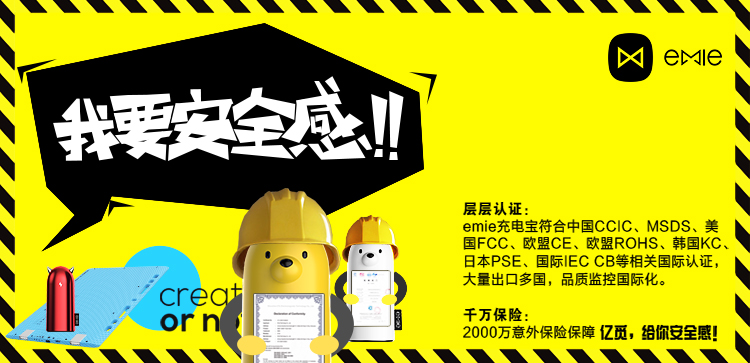 我要安全感!!
emie
层层认证：
emie充电宝符合中国CCIC、MSDS、美
国FCC、欧盟CE、欧盟ROHS、韩国KC、
日本PSE、国际IEC CB等相关国际认证，
大量出口多国，品质监控国际化。
千万保险：
2000万意外保险保障 亿觅，给你安全感！
creat
or no
Declaration of Conformity